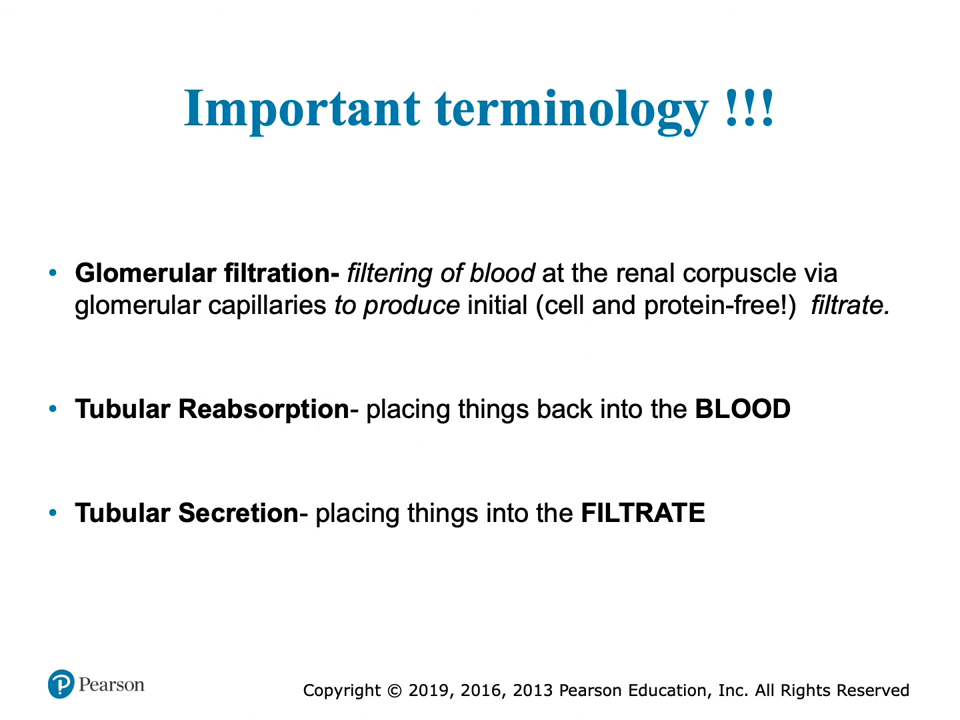 Important terminology !!!
• Glomerular filtration- filtering of blood at the renal corpuscle via
glomerular capillaries to produce initial (cell and protein-free!)  filtrate.
• Tubular Reabsorption- placing things back into the BLOOD
• Tubular Secretion- placing things into the FILTRATE
Pearson
Copyright © 2019, 2016, 2013 Pearson Education, Inc. All Rights Reserved